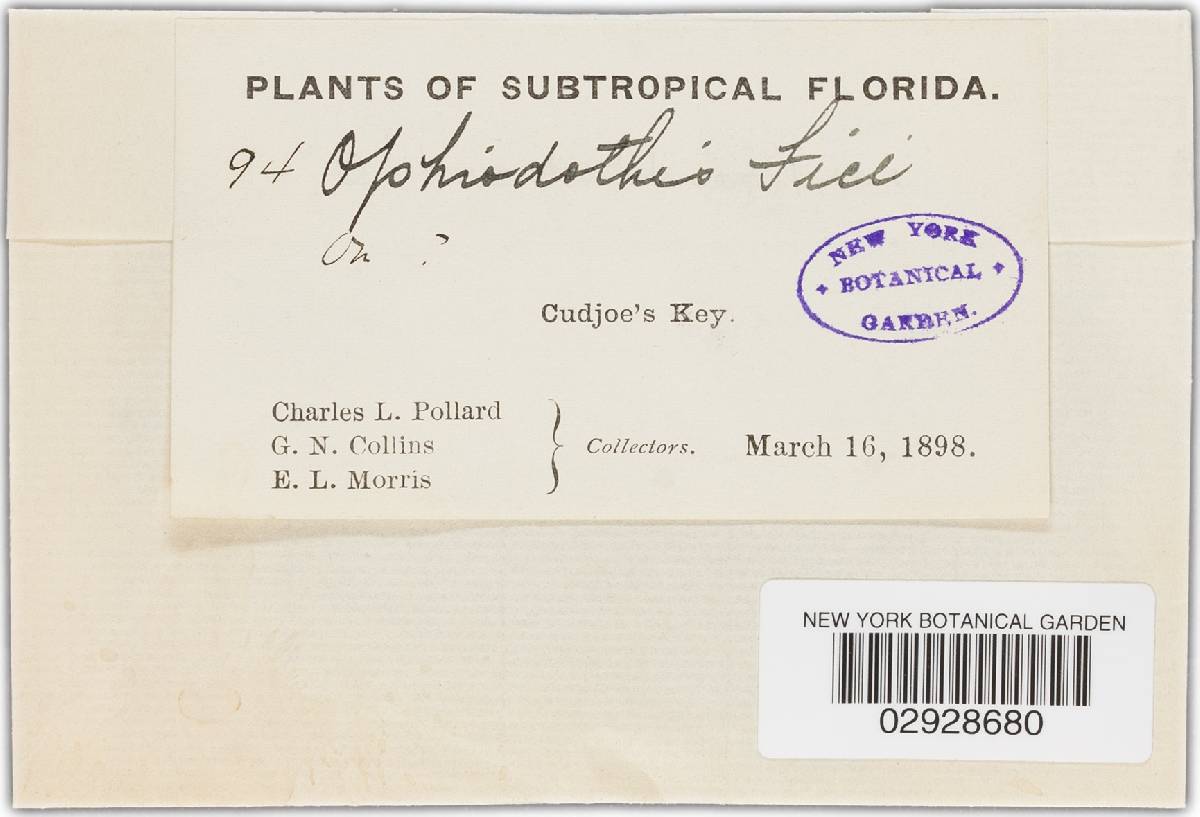 PLANTS OF SUBTROPICAL FLORIDA.
94 Ophiodothis Fici
On ?
NEW YORK
BOTANICAL
GARDEN.
Cudjoe's Key.
Charles L. Pollard
G. N. Collins
E. L. Morris
Collectors. March 16, 1898.
NEW YORK BOTANICAL GARDEN
02928680